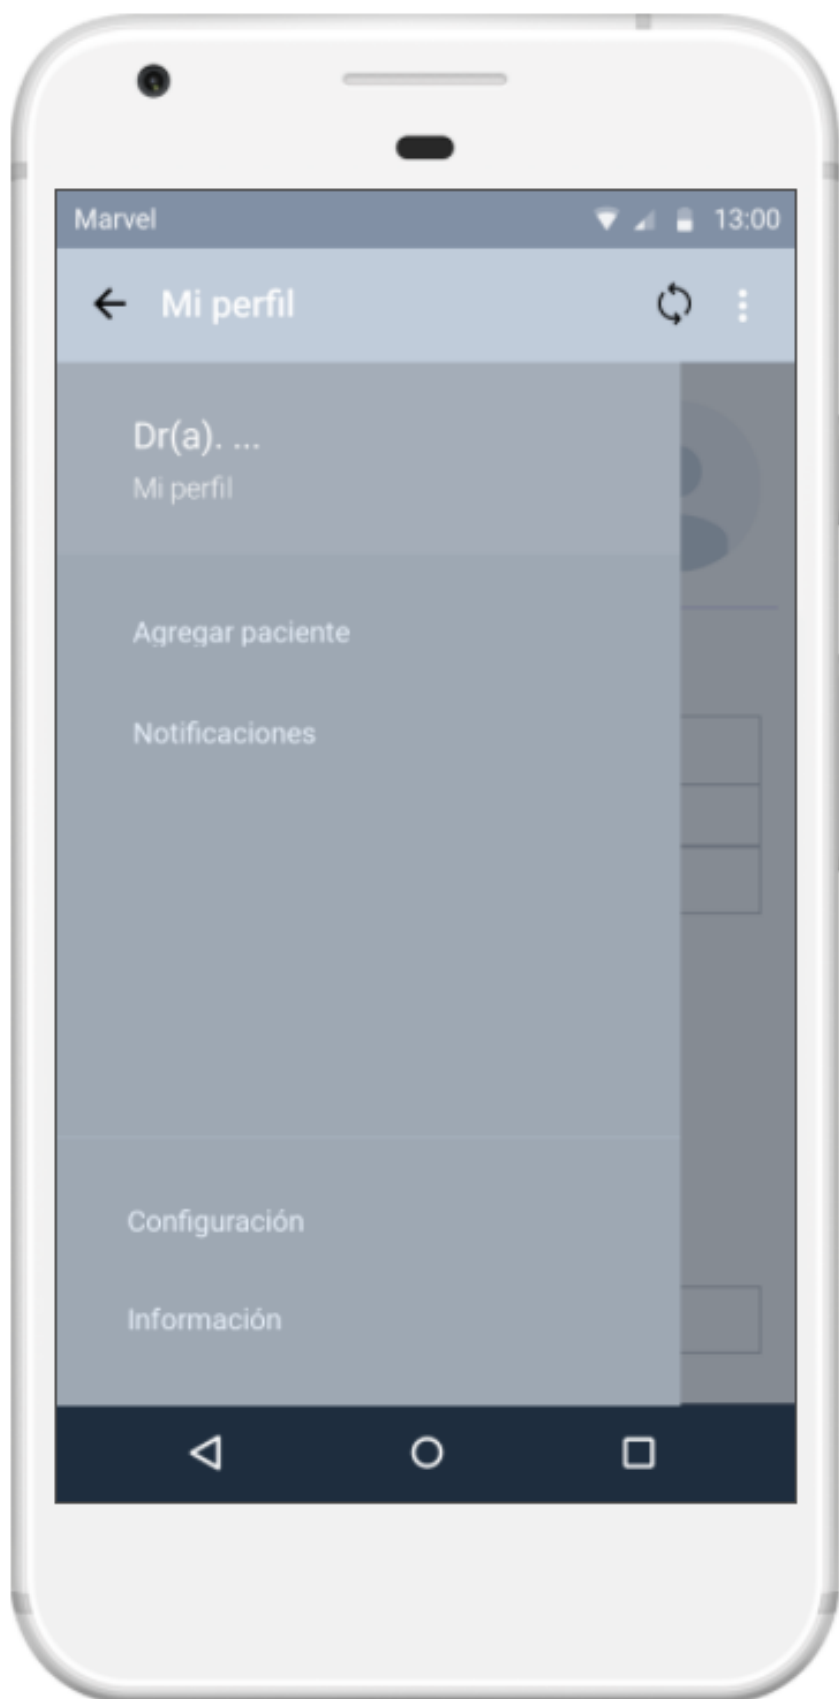 Marvel 13:00
Mi perfil
Dr(a). ...
Mi perfil
Agregar paciente
Notificaciones
Configuración
Información